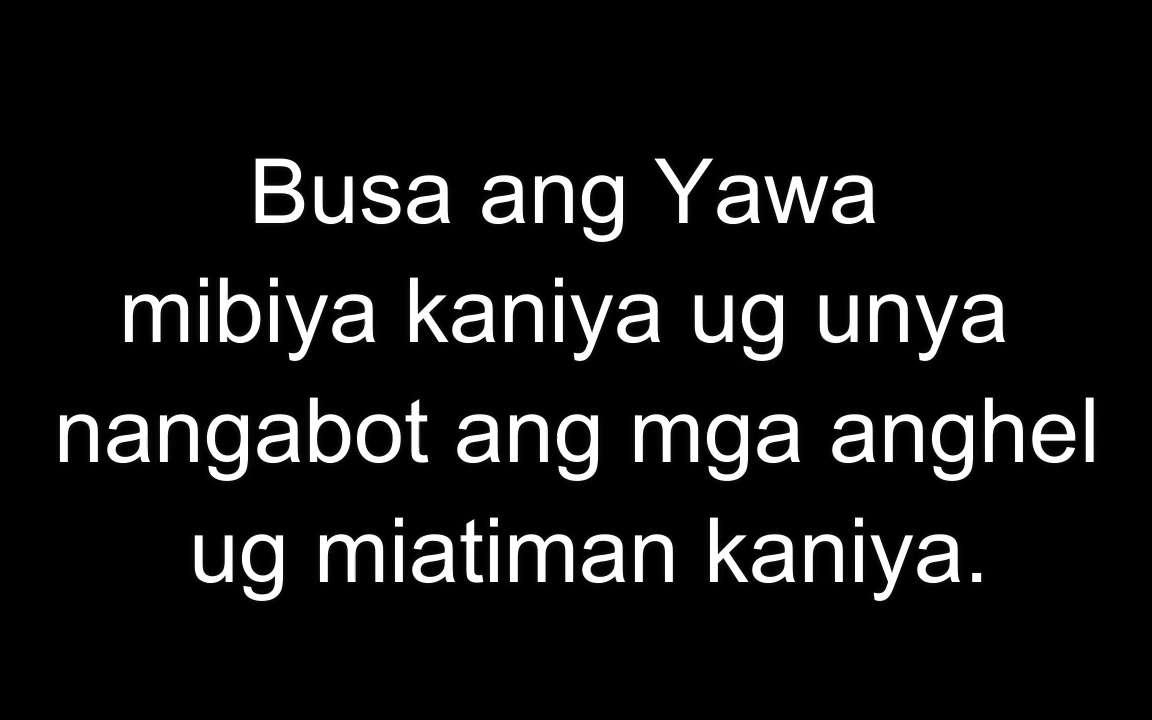 Busa ang Yawa
mibiya kaniya ug unya
nangabot ang mga anghel
ug miatiman kaniya.